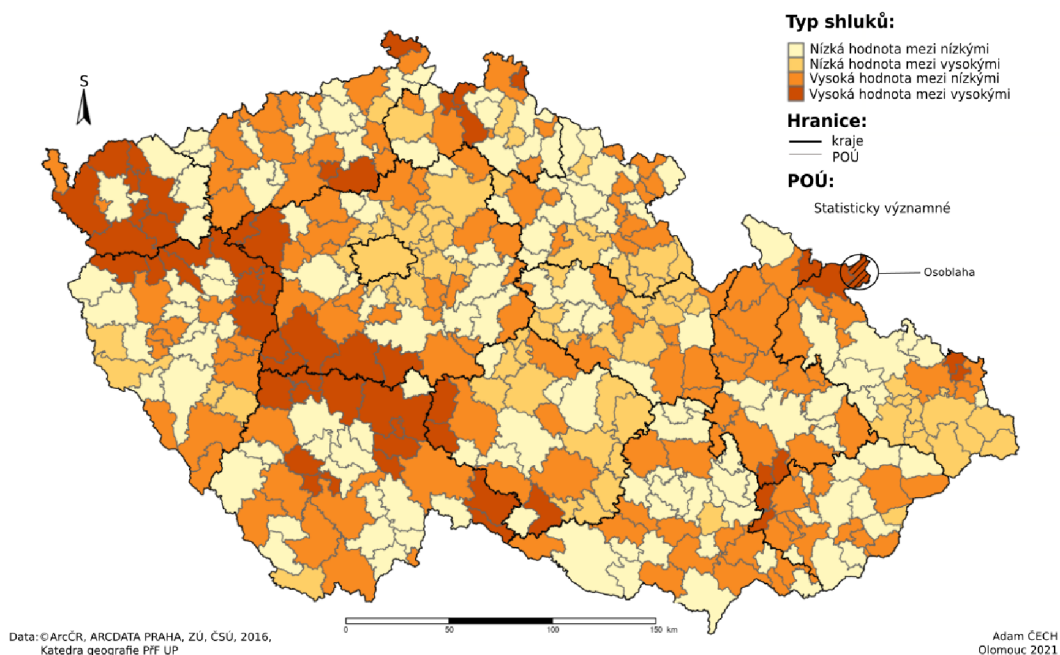 Typ shluků:
Nízká hodnota mezi nízkými
Nízká hodnota mezi vysokými
Vysoká hodnota mezi nízkými
Vysoká hodnota mezi vysokými
Hranice:
kraje
POÚ
POÚ:
Statisticky významné
S
Osoblaha
0 50 100 150 km
Data:©ArcČR, ARCDATA PRAHA, ZÚ, ČSÚ, 2016,
Katedra geografie PřF UP
Adam ČECH
Olomouc 2021